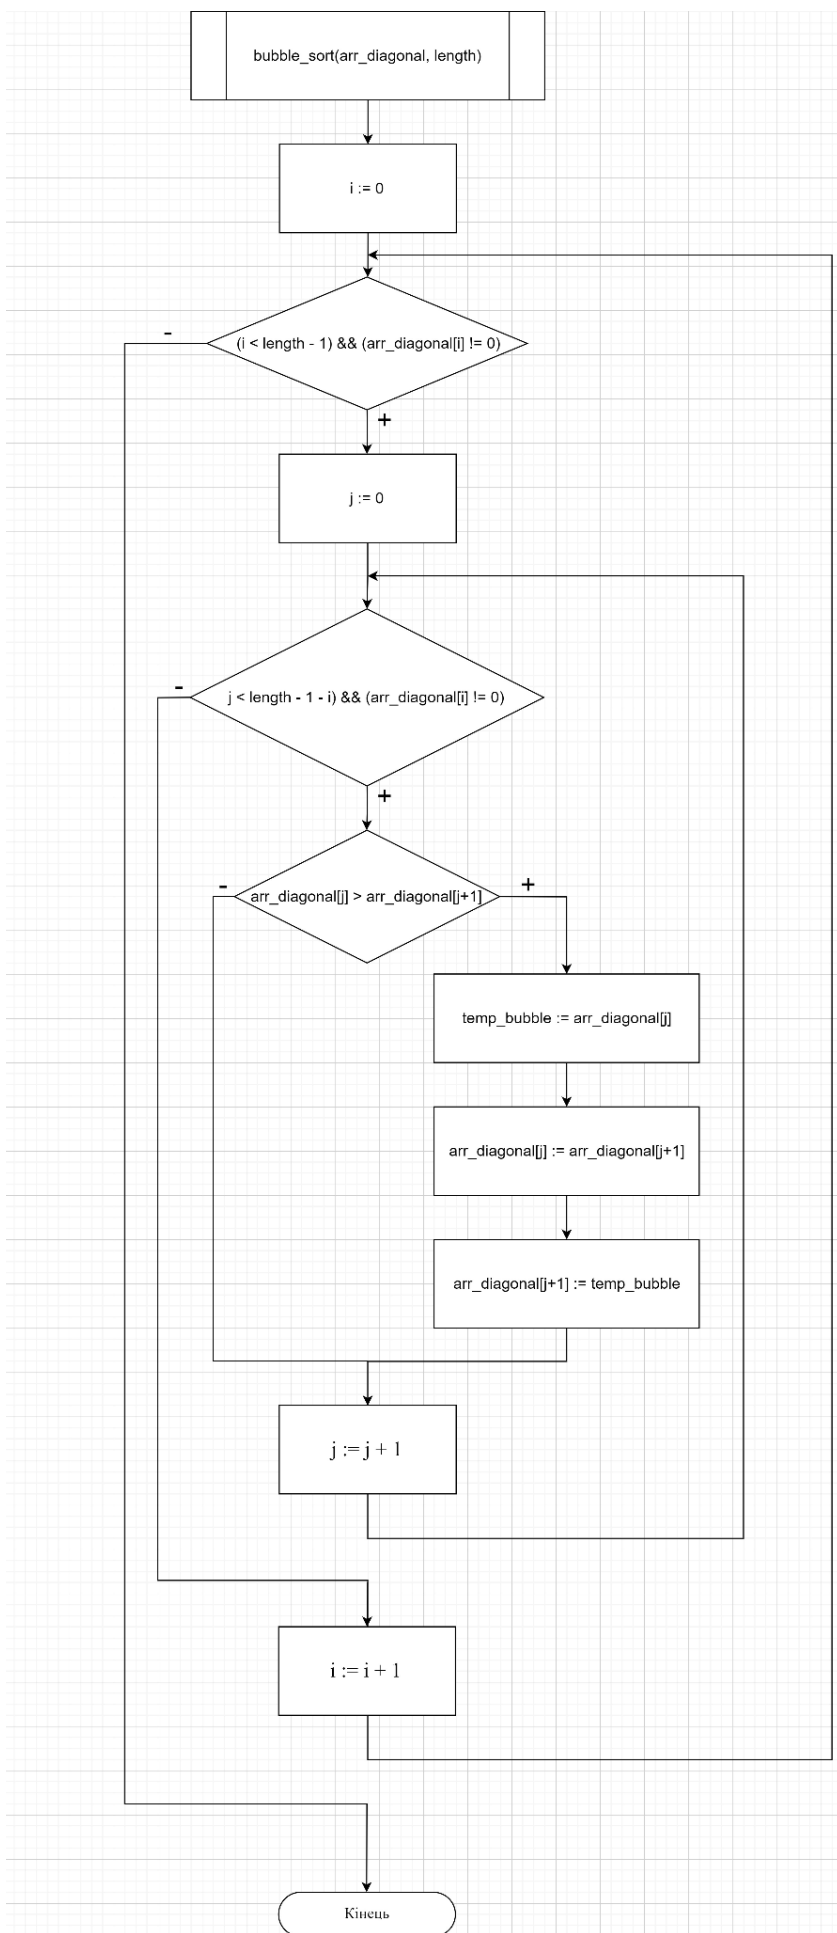 bubble_sort(arr_diagonal, length)
i := 0
-
(i < length - 1) && (arr_diagonal[i] != 0)
+
j := 0
-
j < length - 1 - i) && (arr_diagonal[i] != 0)
+
-
arr_diagonal[j] > arr_diagonal[j+1]
+
temp_bubble := arr_diagonal[j]
arr_diagonal[j] := arr_diagonal[j+1]
arr_diagonal[j+1] := temp_bubble
j := j + 1
i := i + 1
Кінець